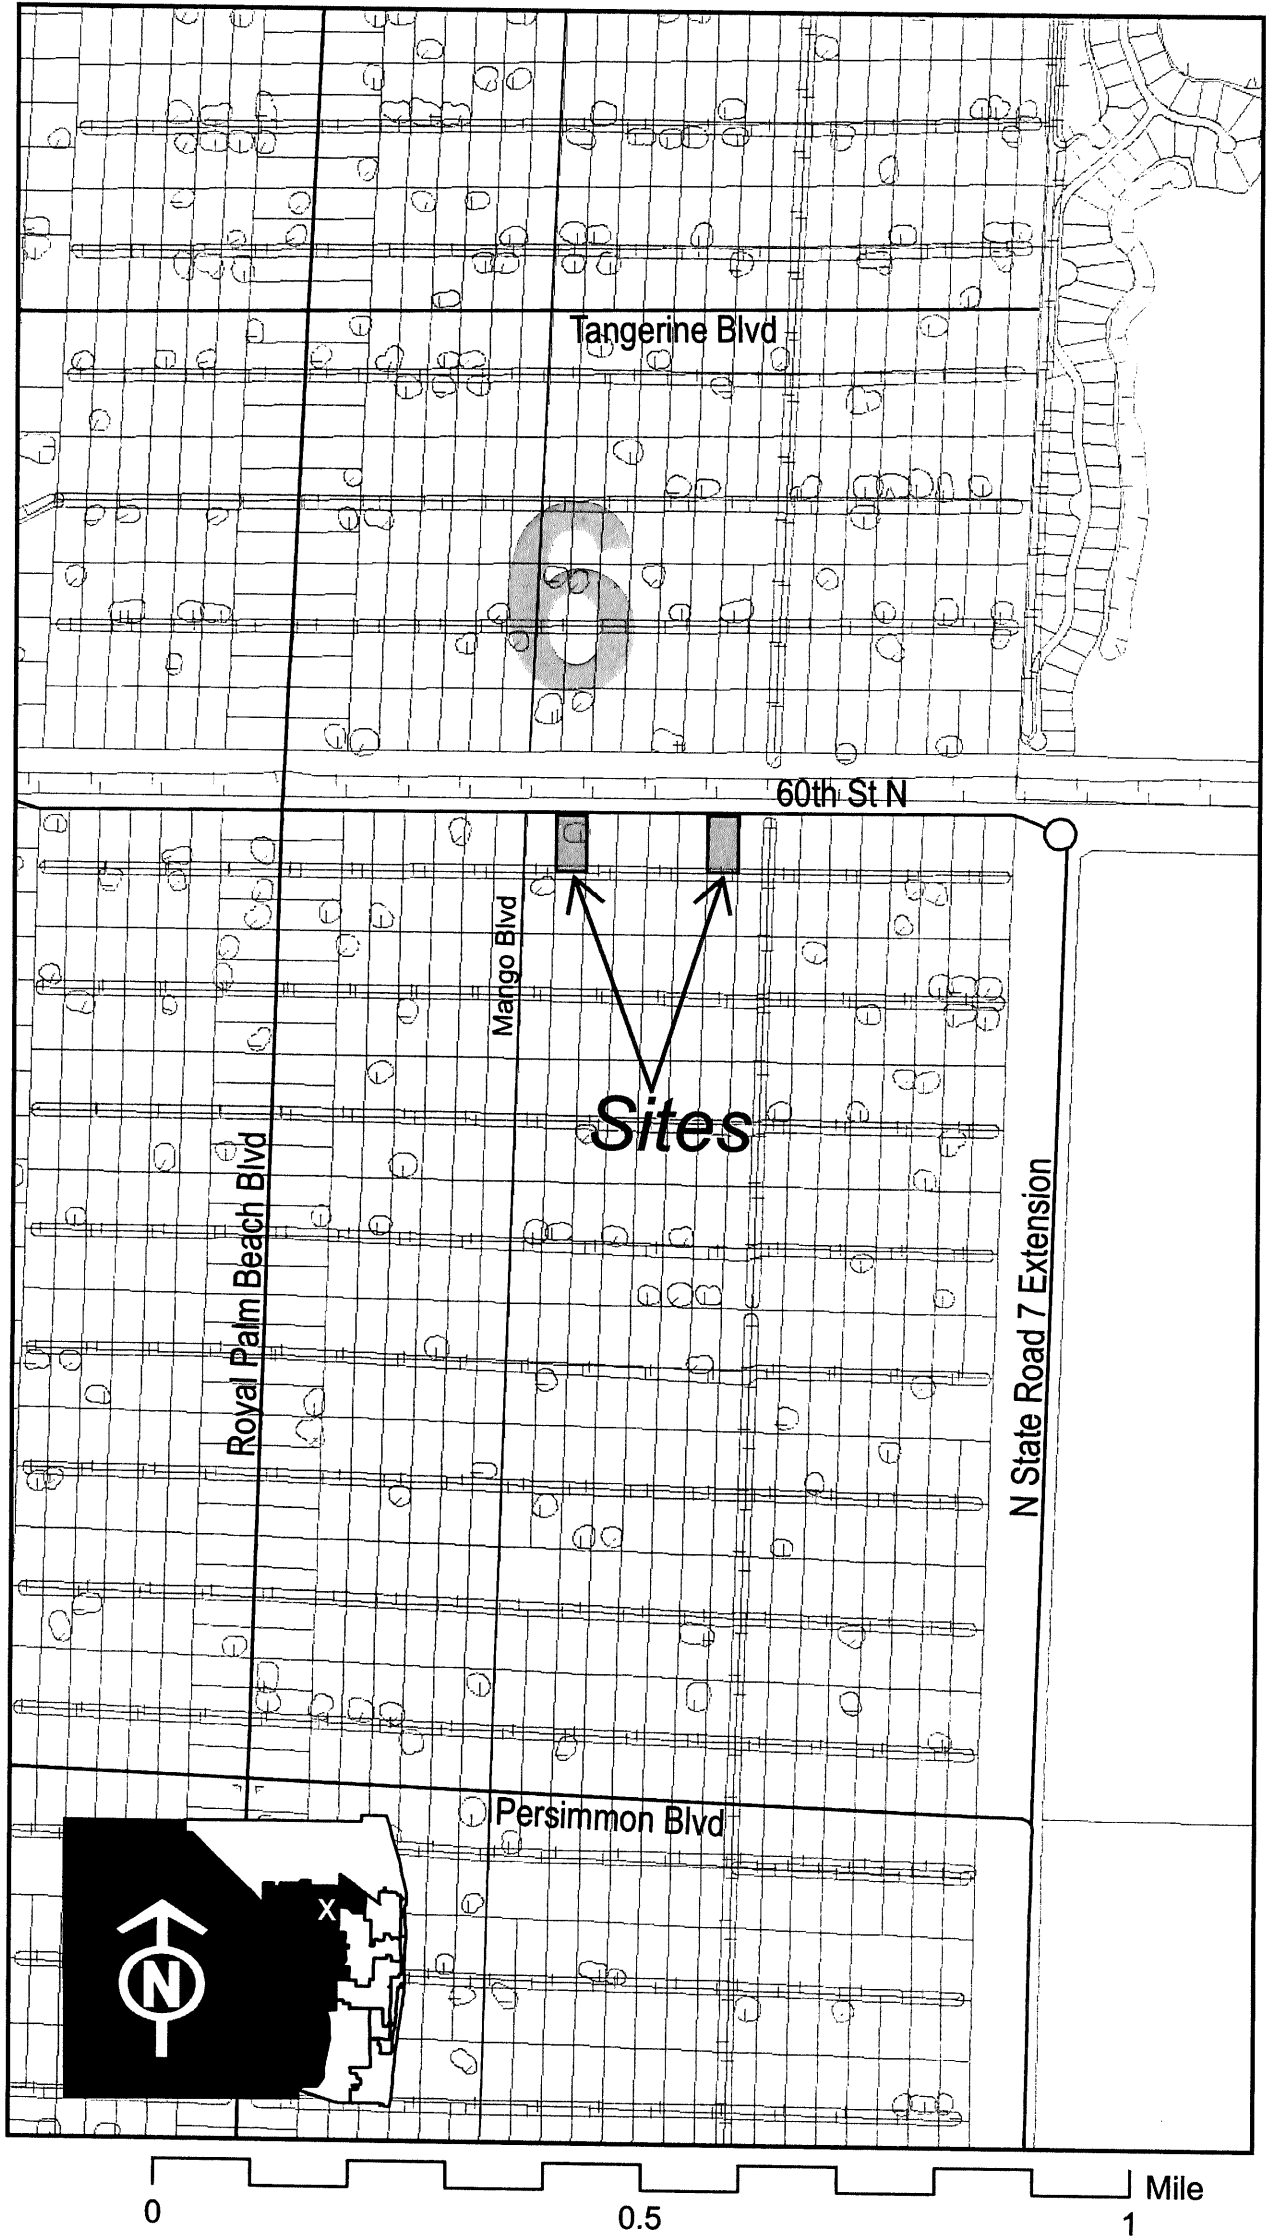 Tangerine Blvd
6
60th St N
Mango Blvd
Sites
Royal Palm Beach Blvd
N State Road 7 Extension
Persimmon Blvd
X
N
0 0.5 1 Mile